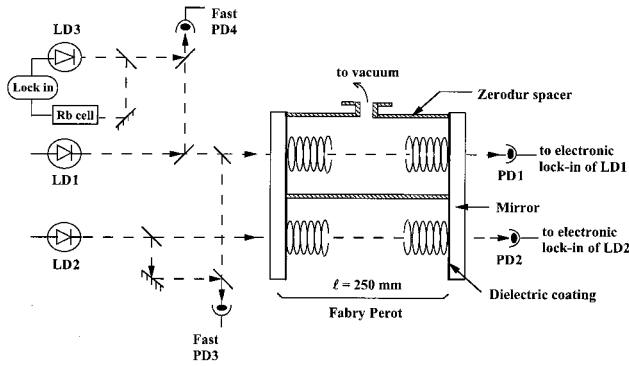 Fast
PD4
LD3
Lock in
Rb cell
to vacuum
Zerodur spacer
LD1
PD1
to electronic
lock-in of LD1
Mirror
LD2
PD2
to electronic
lock-in of LD2
ℓ = 250 mm
Dielectric coating
Fabry Perot
Fast
PD3